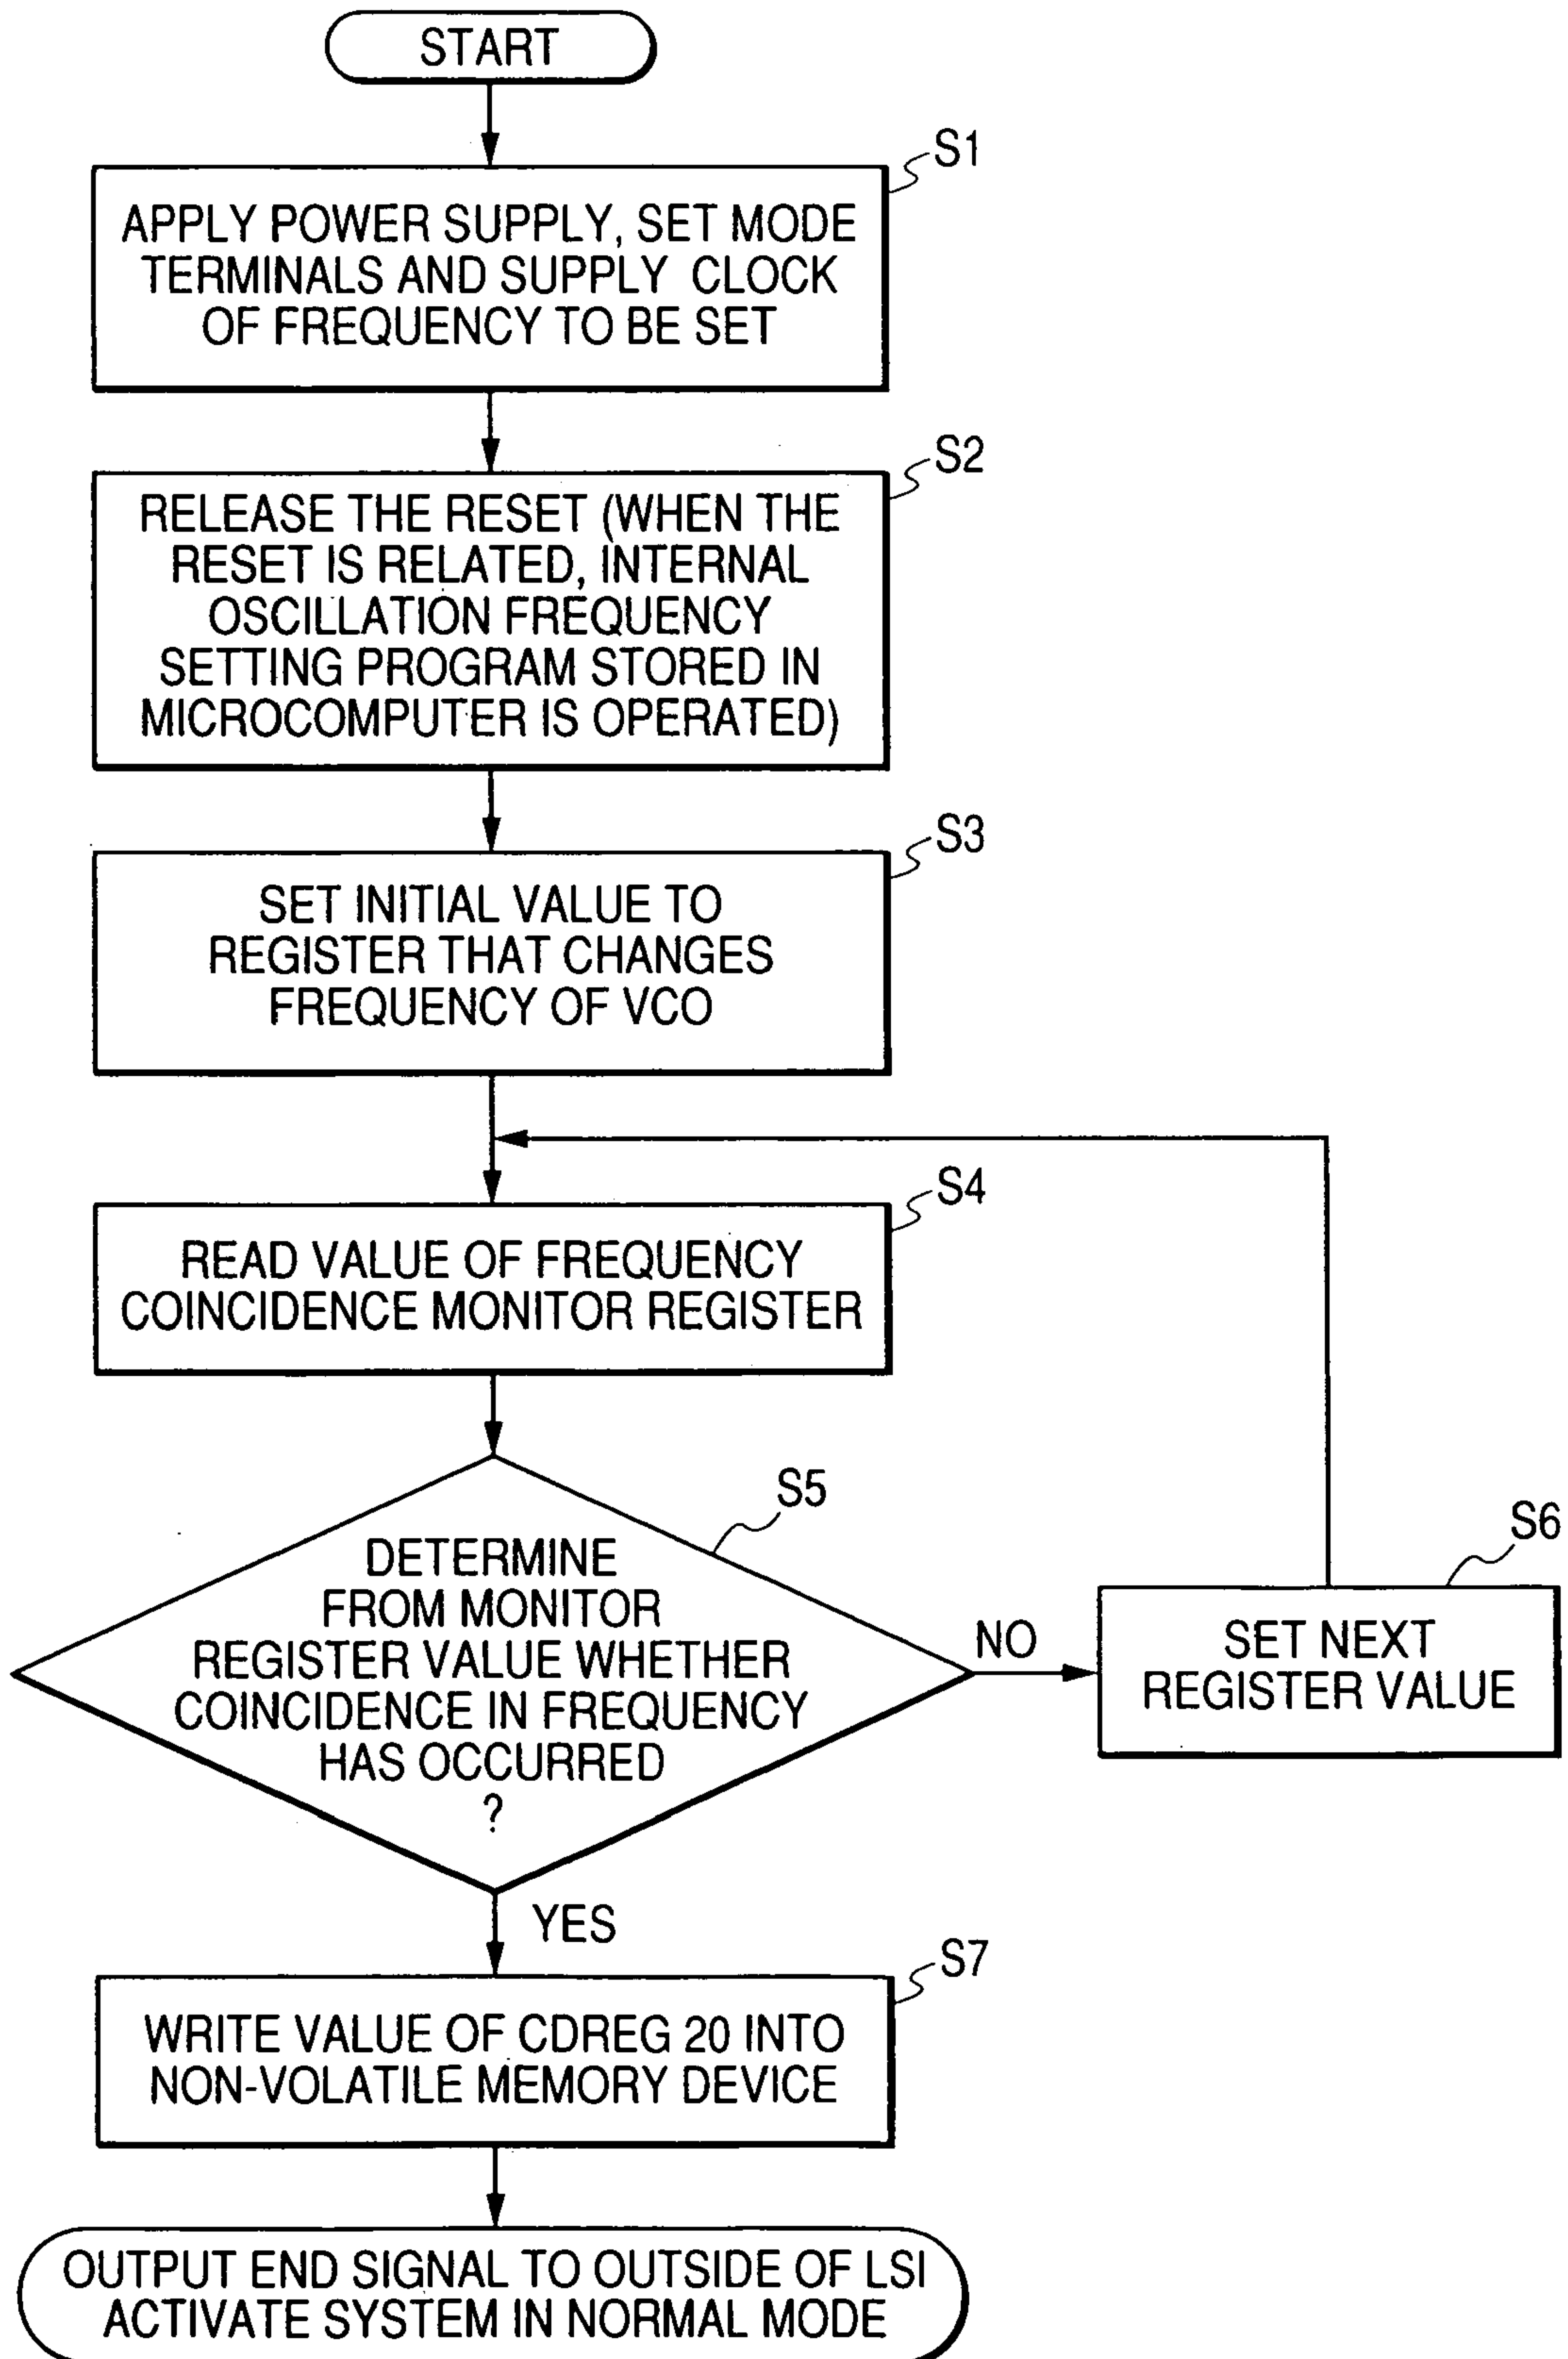 START
S1
APPLY POWER SUPPLY, SET MODE
TERMINALS AND SUPPLY CLOCK
OF FREQUENCY TO BE SET
S2
RELEASE THE RESET (WHEN THE
RESET IS RELATED, INTERNAL
OSCILLATION FREQUENCY
SETTING PROGRAM STORED IN
MICROCOMPUTER IS OPERATED)
S3
SET INITIAL VALUE TO
REGISTER THAT CHANGES
FREQUENCY OF VCO
S4
READ VALUE OF FREQUENCY
COINCIDENCE MONITOR REGISTER
S5
DETERMINE
FROM MONITOR
REGISTER VALUE WHETHER
COINCIDENCE IN FREQUENCY
HAS OCCURRED
?
NO
S6
SET NEXT
REGISTER VALUE
YES
S7
WRITE VALUE OF CDREG 20 INTO
NON-VOLATILE MEMORY DEVICE
OUTPUT END SIGNAL TO OUTSIDE OF LSI
ACTIVATE SYSTEM IN NORMAL MODE